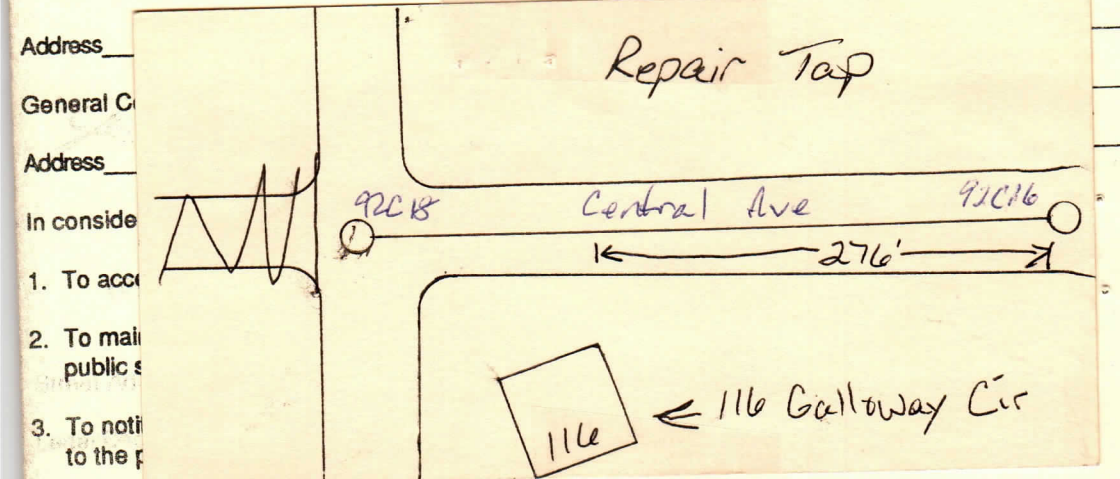 Address
General C
Address
In conside
1. To acc
2. To mai
public s
3. To noti
to the p
Repair Tap
92C18
Central Ave
92C16
276'
116
116 Galloway Cir